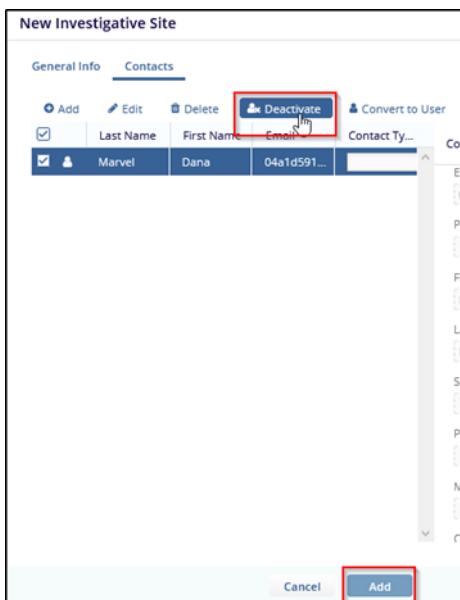 New Investigative Site
General Info Contacts
Add Edit Delete Deactivate Convert to User
Last Name First Name Email Contact Ty...
Marvel Dana 04a1d591...
Co
E
P
F
L
S
P
M
C
Cancel Add